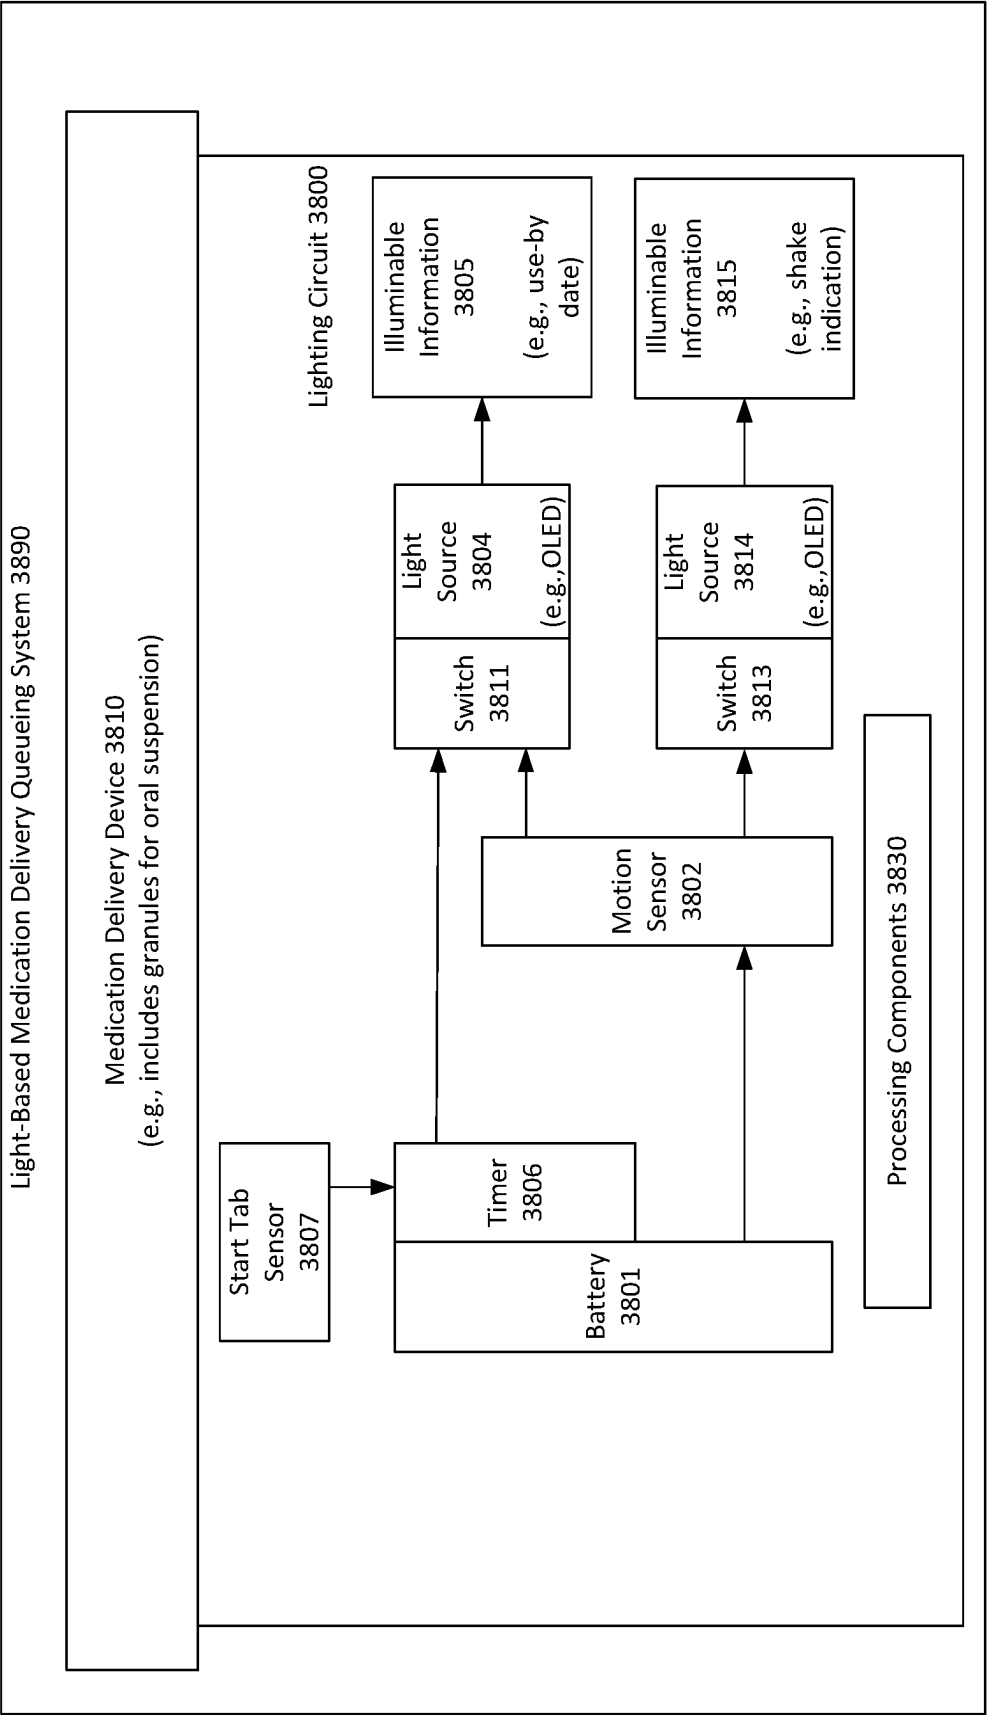 Light-Based Medication Delivery Queueing System 3890
Medication Delivery Device 3810
(e.g., includes granules for oral suspension)
Lighting Circuit 3800
Start Tab
Sensor
3807
Timer
3806
Battery
3801
Motion
Sensor
3802
Switch
3811
Light
Source
3804
(e.g.,OLED)
Illuminable
Information
3805
(e.g., use-by
date)
Switch
3813
Light
Source
3814
(e.g.,OLED)
Illuminable
Information
3815
(e.g., shake
indication)
Processing Components 3830